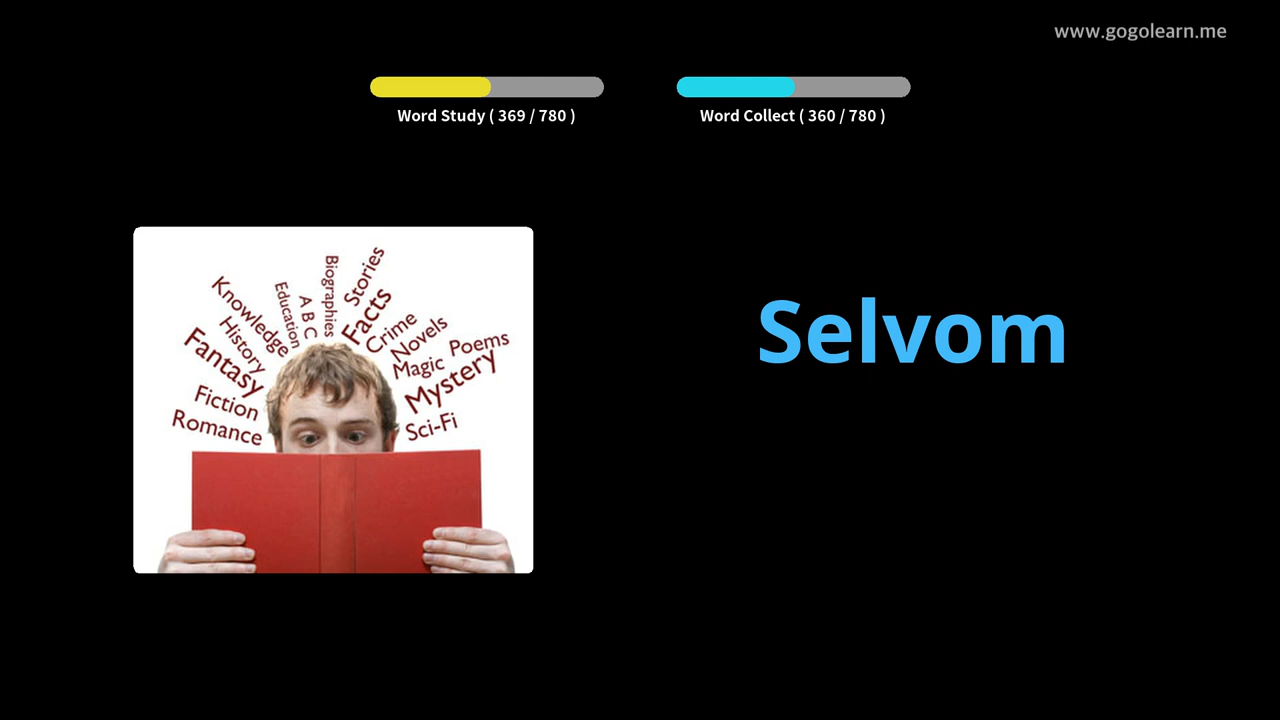 www.gogolearn.me
Word Study ( 369 / 780 )
Word Collect ( 360 / 780 )
Selvom
Biographies
Stories
Education
A B C
Facts
Knowledge
History
Crime
Novels
Fantasy
Magic
Poems
Mystery
Fiction
Romance
Sci-Fi